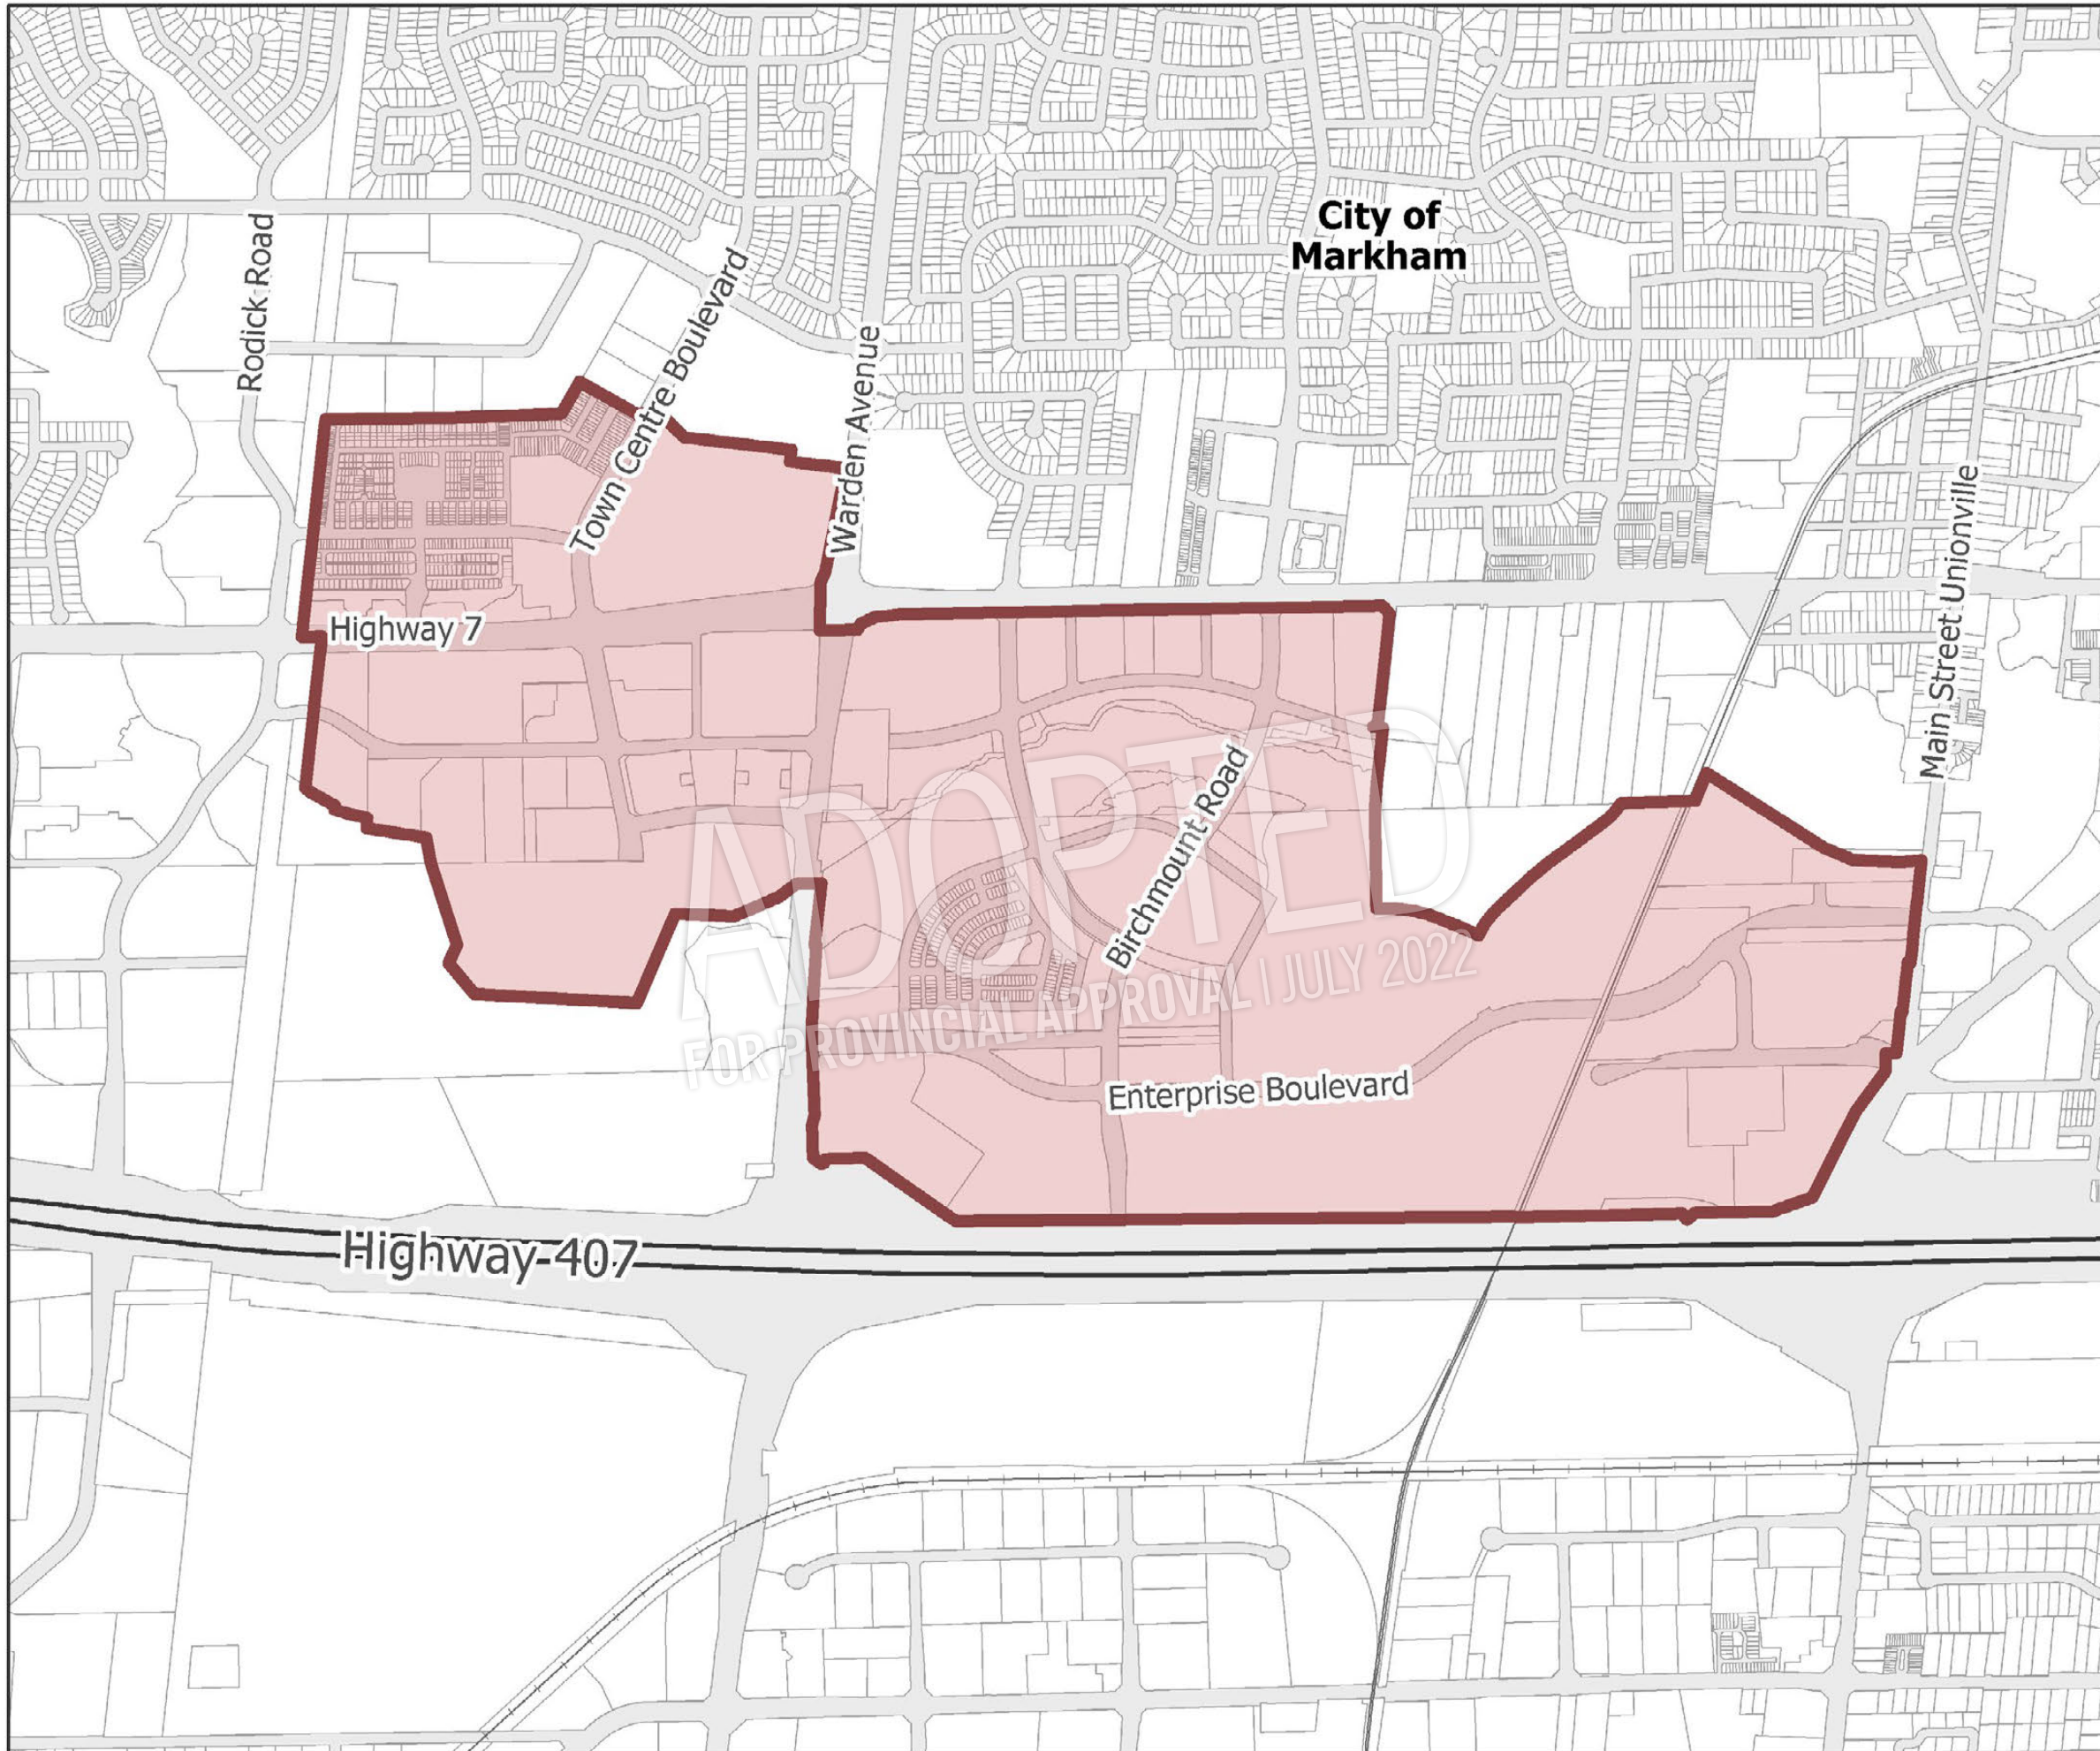 City of
Markham
Rodick Road
Town Centre Boulevard
Warden Avenue
Main Street Unionville
Highway 7
Birchmount Road
ADOPTED
FOR PROVINCIAL APPROVAL | JULY 2022
Enterprise Boulevard
Highway 407